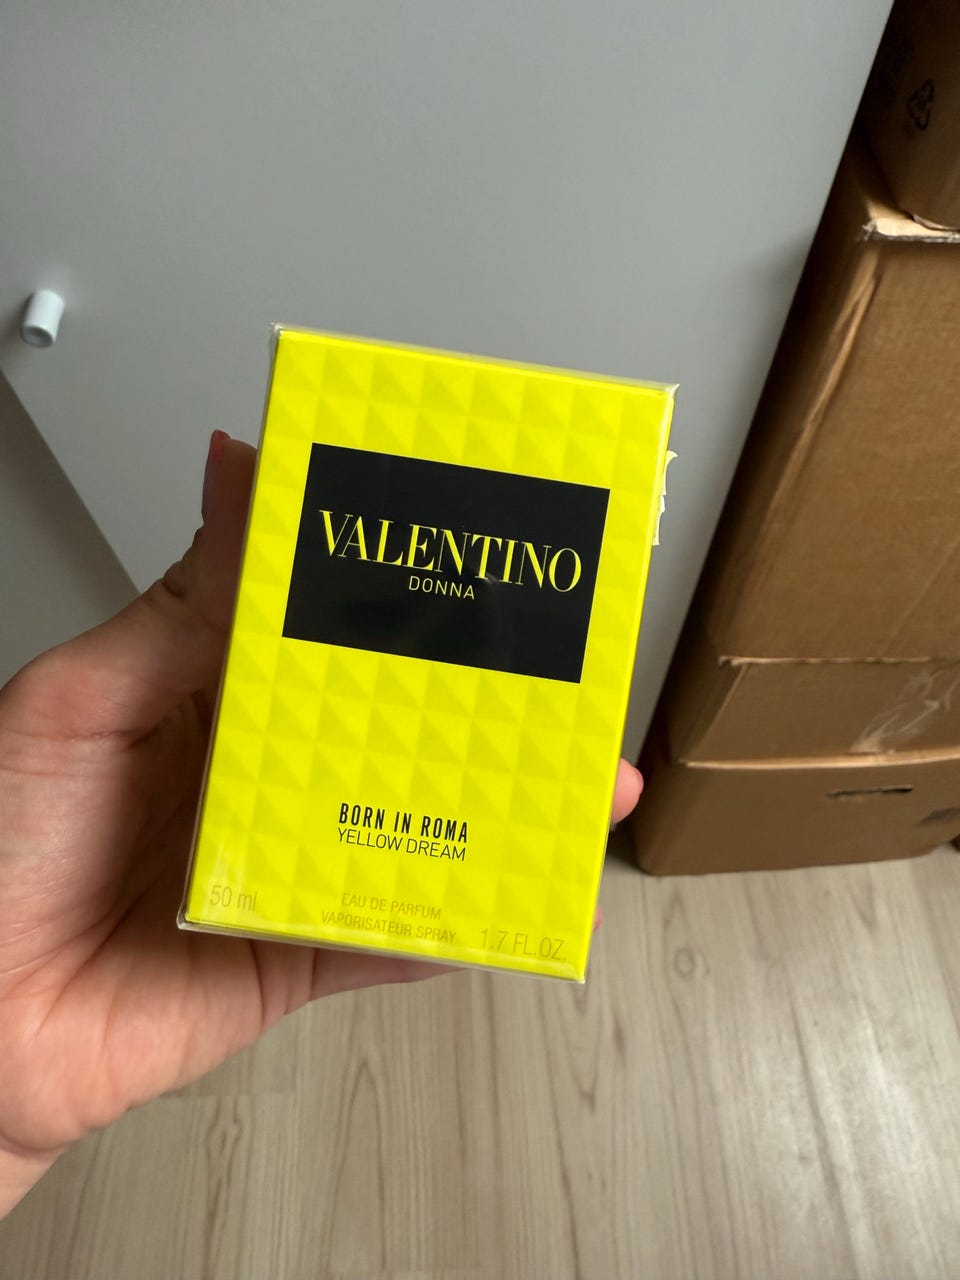 VALENTINO
DONNA
BORN IN ROMA
YELLOW DREAM
50 ml
EAU DE PARFUM
VAPORISATEUR SPRAY
1.7 FL.OZ.